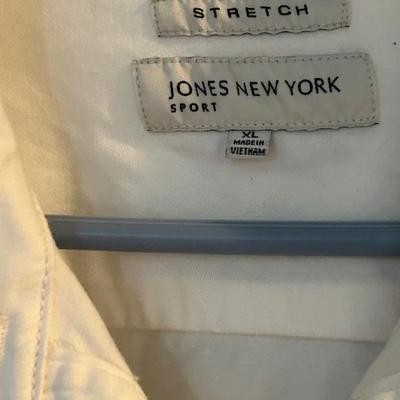 STRETCH
JONES NEW YORK
SPORT
XL
MADE IN
VIETNAM